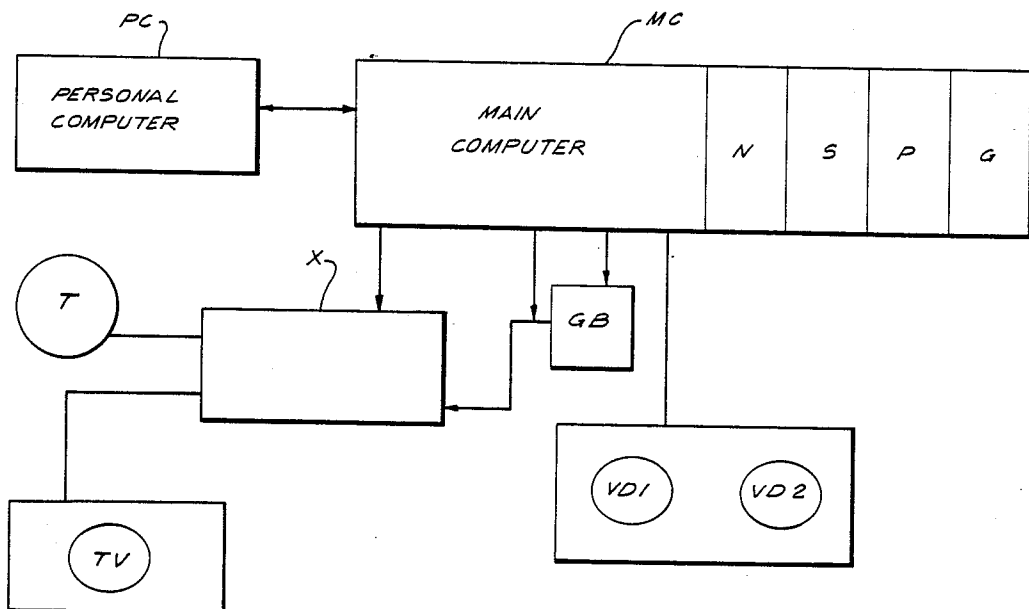 PC
MC
PERSONAL
COMPUTER
MAIN
COMPUTER
N
S
P
G
X
T
GB
VD1
VD2
TV